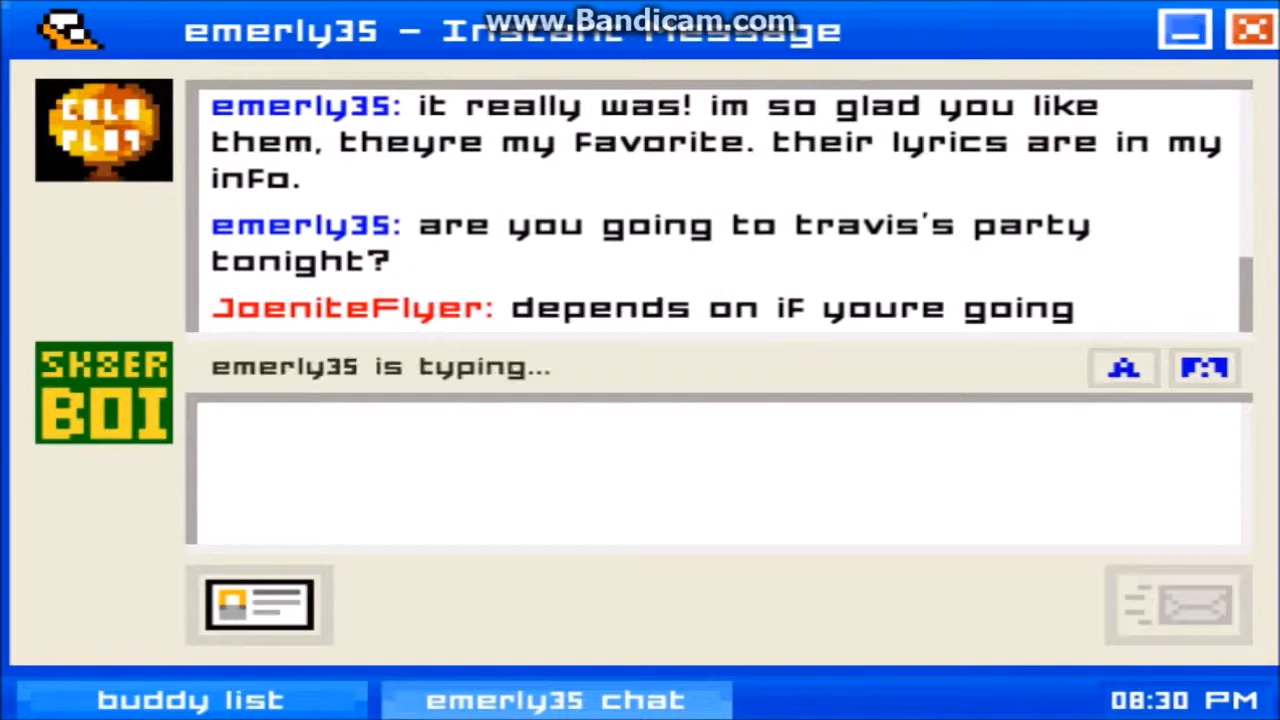 www.Bandicam.com
emerly35 - Instant Message
COLD
PLAY
emerly35: it really was! im so glad you like
them, theyre my favorite. their lyrics are in my
info.
emerly35: are you going to travis's party
tonight?
JoeniteFlyer: depends on if youre going
SK8ER
BOI
emerly35 is typing...
A
buddy list
emerly35 chat
08:30 PM